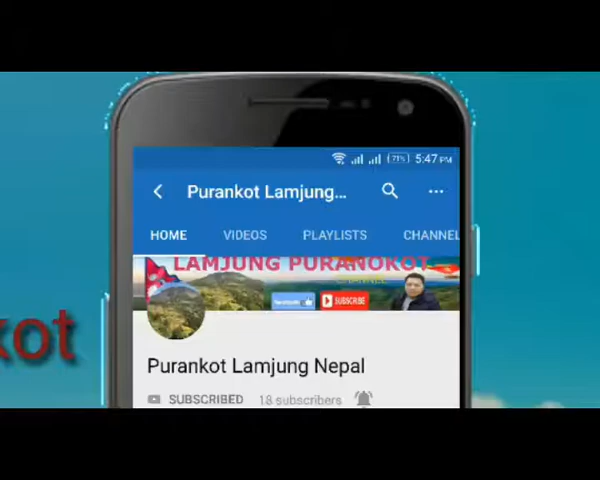 71% 5:47 PM
Purankot Lamjung...
HOME VIDEOS PLAYLISTS CHANNEL
LAMJUNG PURANOKOT
SUBSCRIBE
kot
Purankot Lamjung Nepal
SUBSCRIBED 18 subscribers